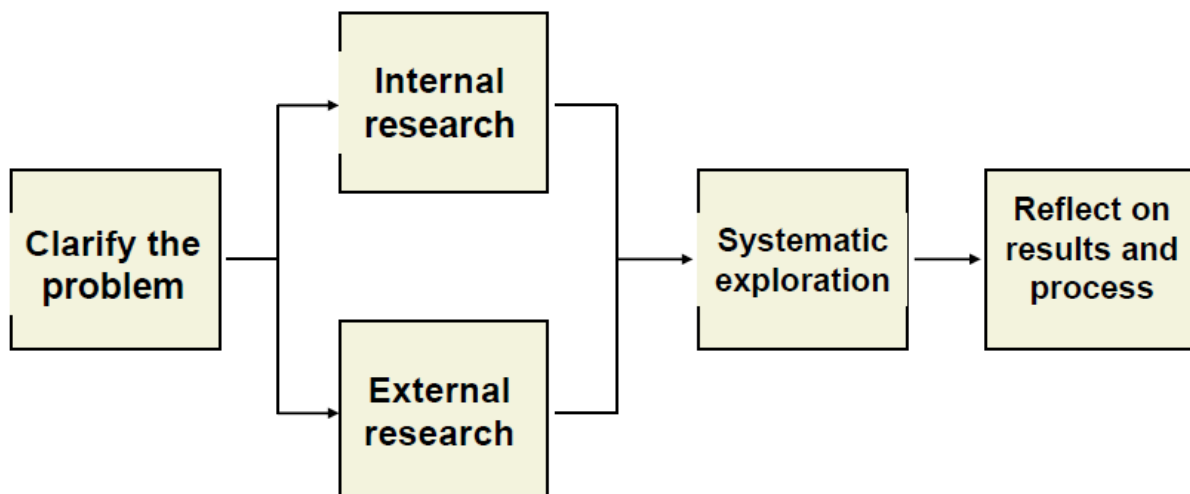 Clarify the
problem
Internal
research
External
research
Systematic
exploration
Reflect on
results and
process